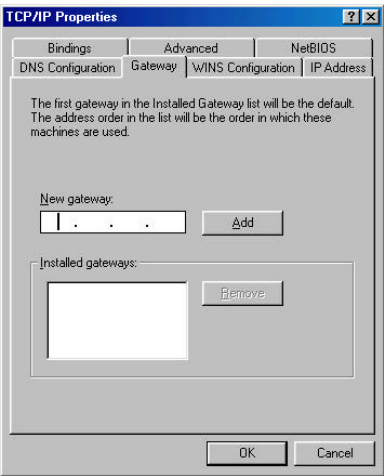 TCP/IP Properties
Bindings Advanced NetBIOS
DNS Configuration Gateway WINS Configuration IP Address
The first gateway in the Installed Gateway list will be the default.
The address order in the list will be the order in which these
machines are used.
New gateway:
. . .
Add
Installed gateways:
Remove
OK Cancel